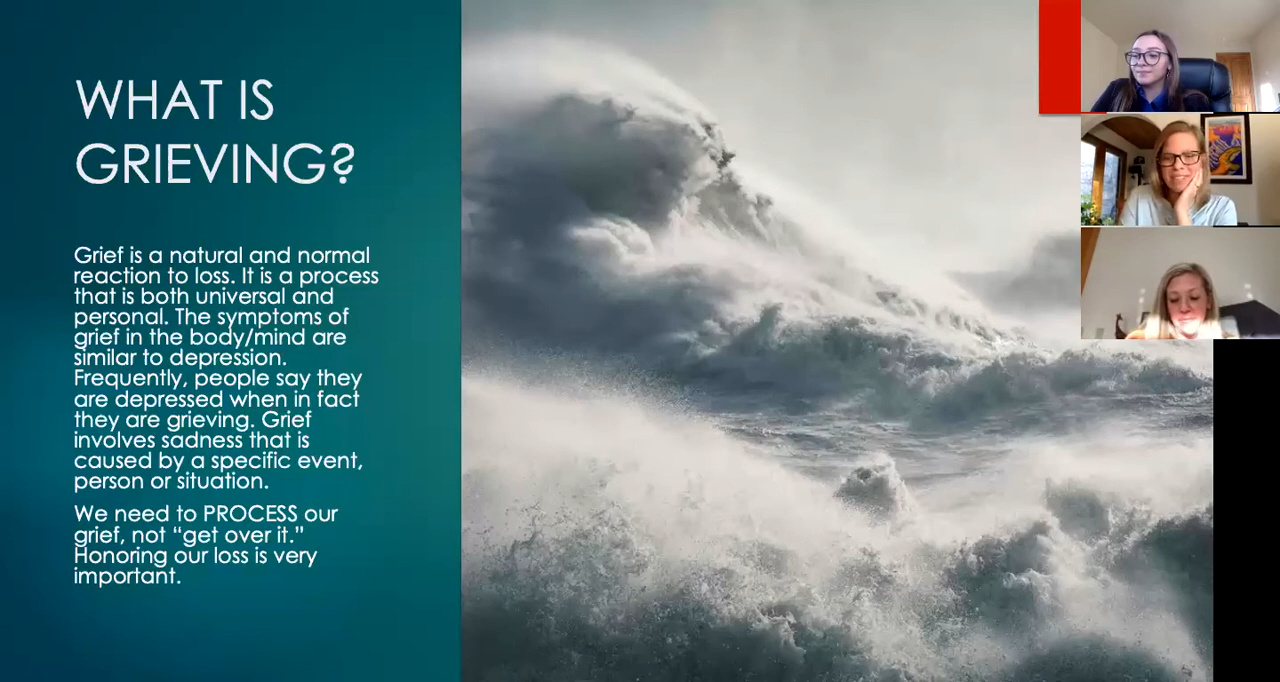 WHAT IS
GRIEVING?
Grief is a natural and normal
reaction to loss. It is a process
that is both universal and
personal. The symptoms of
grief in the body/mind are
similar to depression.
Frequently, people say they
are depressed when in fact
they are grieving. Grief
involves sadness that is
caused by a specific event,
person or situation.
We need to PROCESS our
grief, not “get over it.”
Honoring our loss is very
important.